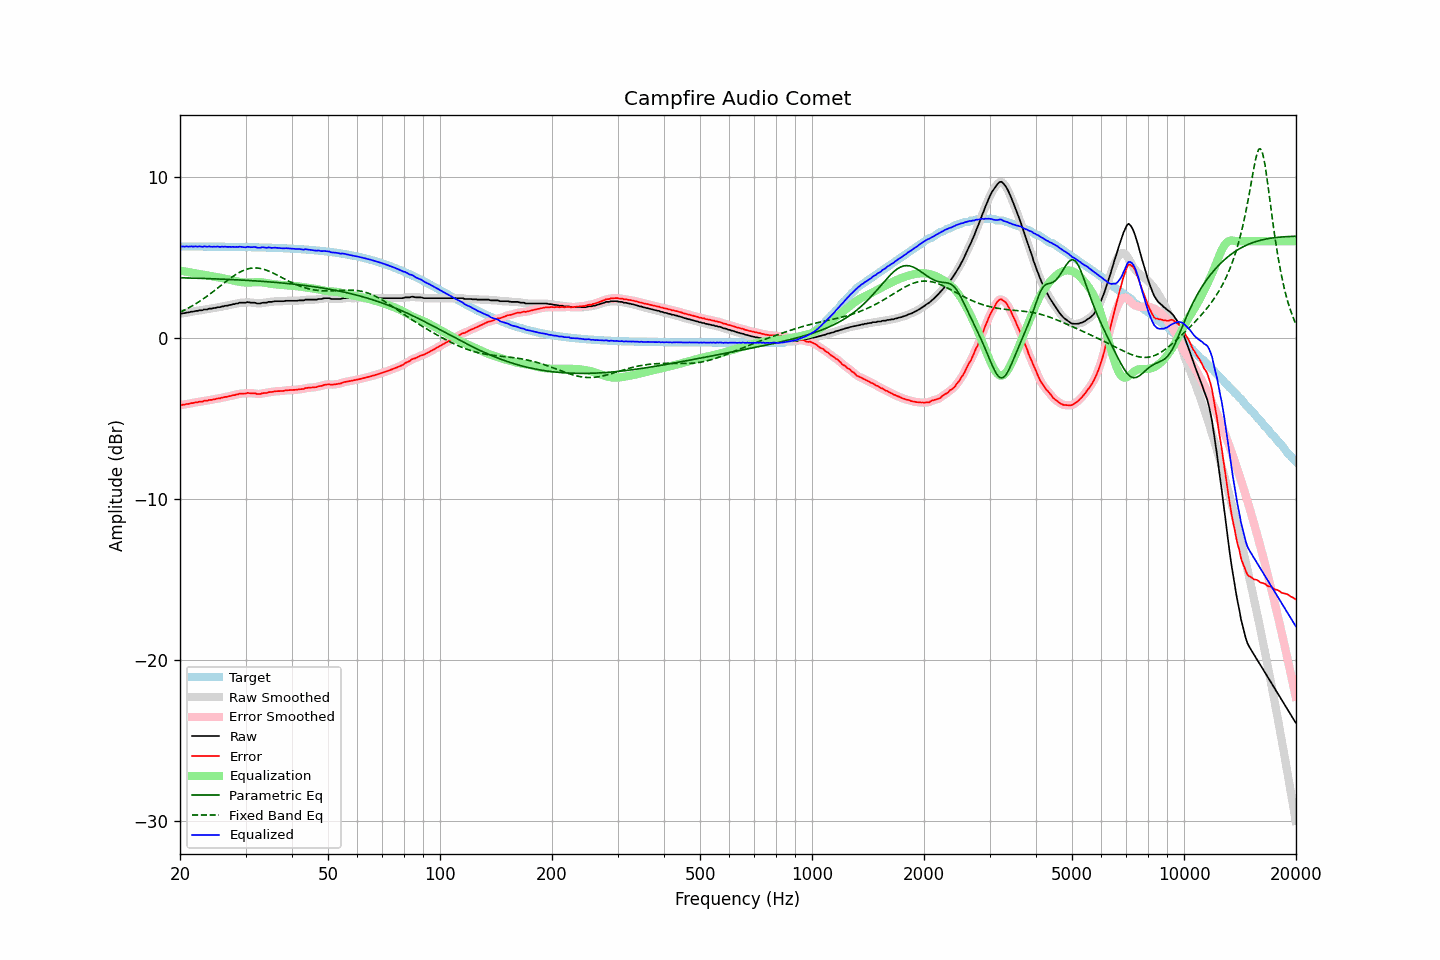 Campfire Audio Comet
Amplitude (dBr)
10
0
−10
−20
−30
Target
Raw Smoothed
Error Smoothed
Raw
Error
Equalization
Parametric Eq
Fixed Band Eq
Equalized
20 50 100 200 500 1000 2000 5000 10000 20000
Frequency (Hz)